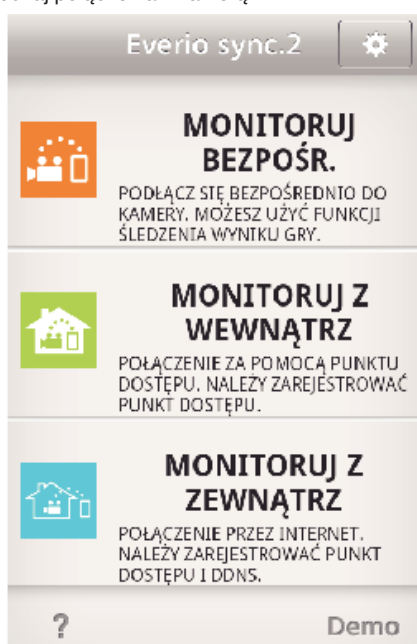 Everio sync.2
MONITORUJ
BEZPOŚR.
PODŁĄCZ SIĘ BEZPOŚREDNIO DO
KAMERY. MOŻESZ UŻYĆ FUNKCJI
ŚLEDZENIA WYNIKU GRY.
MONITORUJ Z
WEWNĄTRZ
POŁĄCZENIE ZA POMOCĄ PUNKTU
DOSTĘPU. NALEŻY ZAREJESTROWAĆ
PUNKT DOSTĘPU.
MONITORUJ Z
ZEWNĄTRZ
POŁĄCZENIE PRZEZ INTERNET.
NALEŻY ZAREJESTROWAĆ PUNKT
DOSTĘPU I DDNS.
? Demo